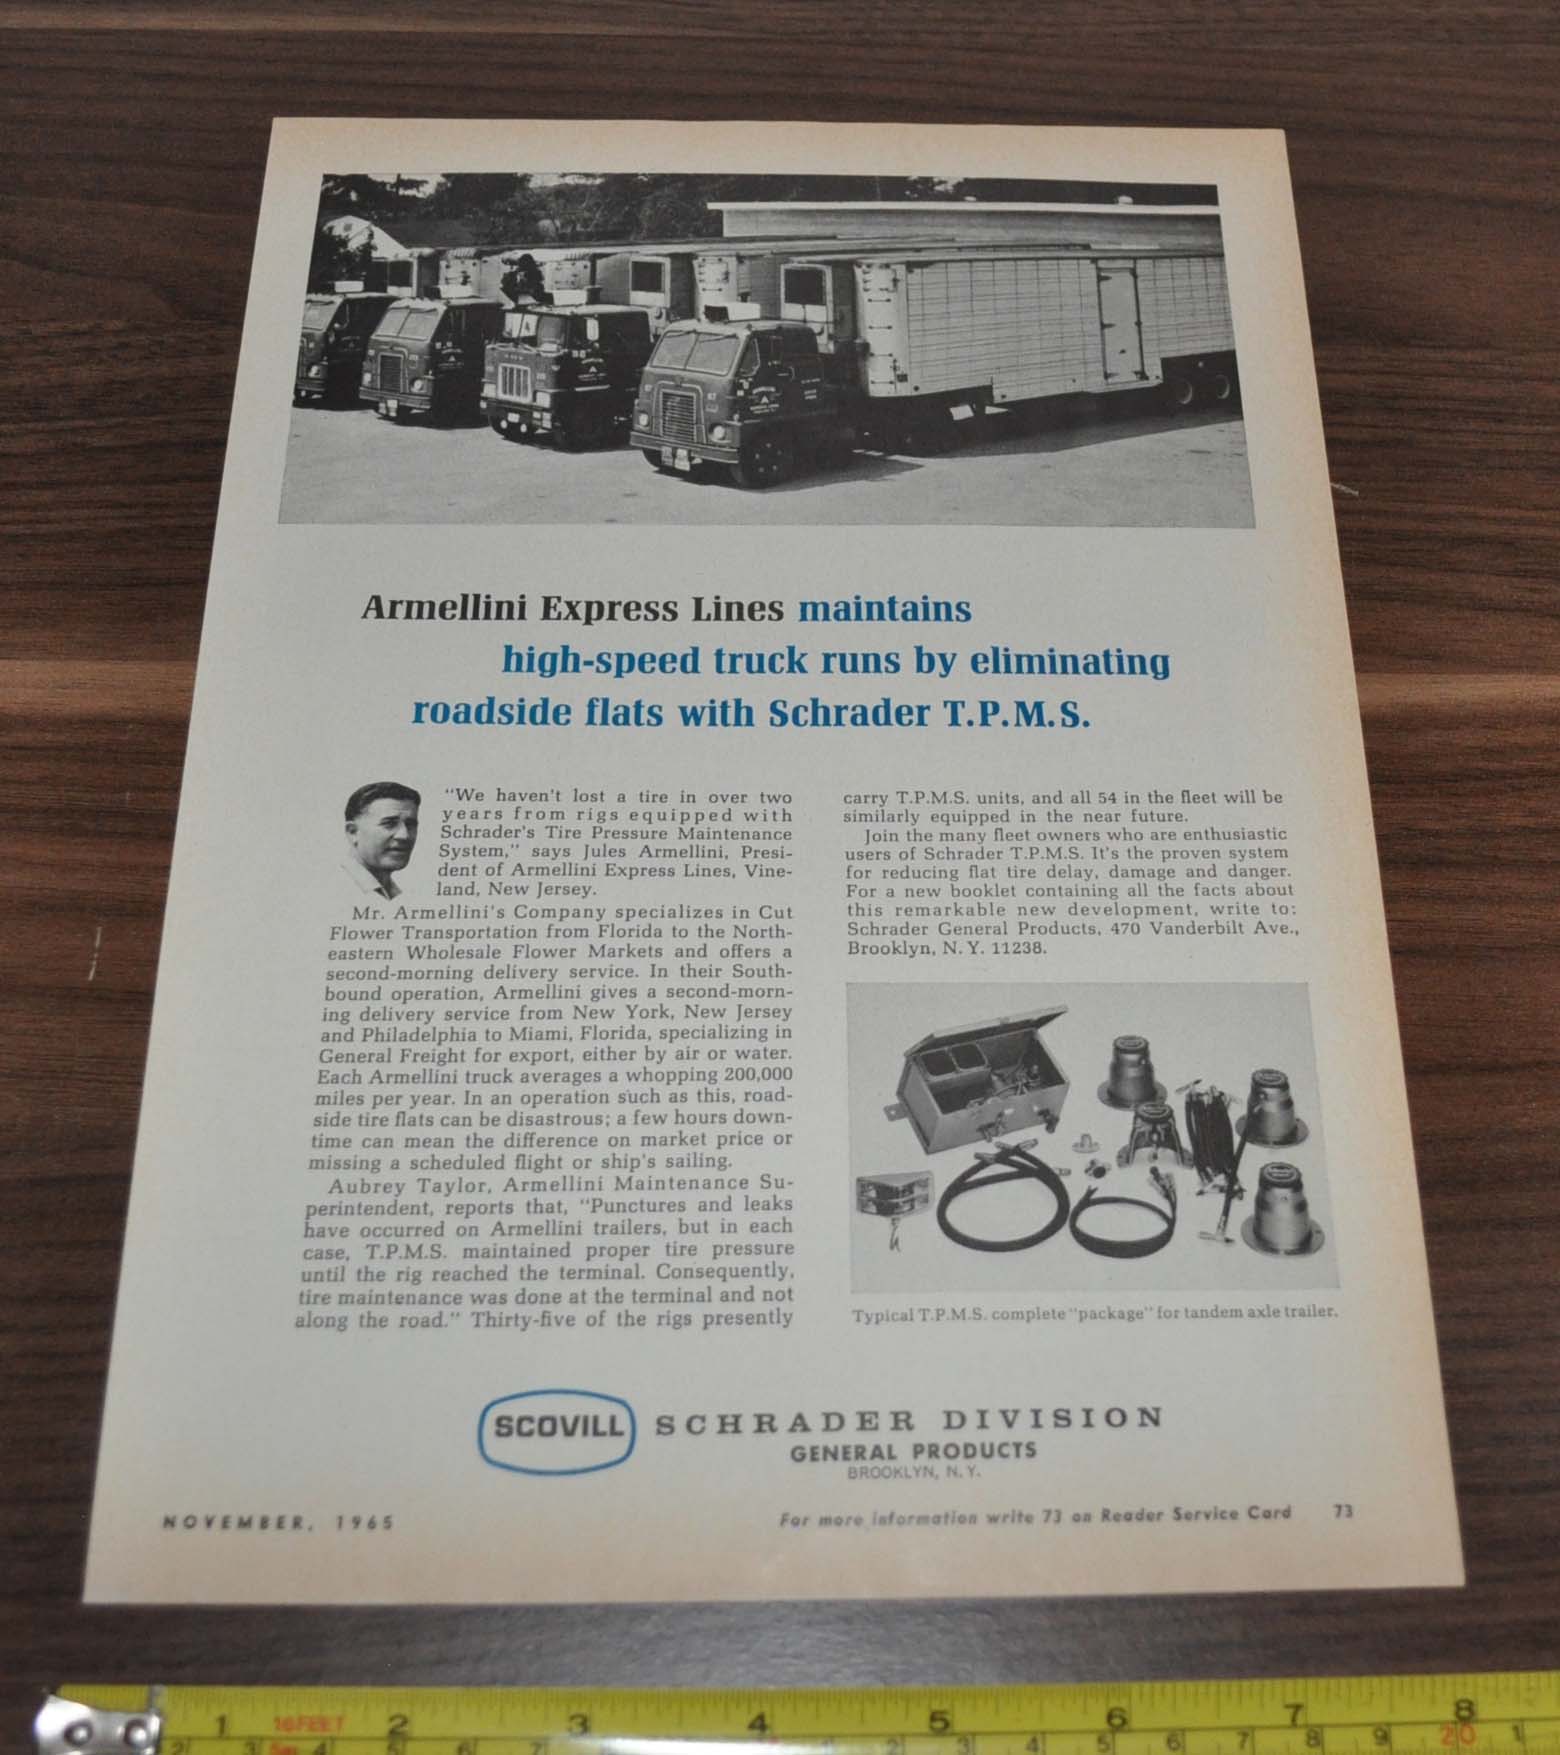 Armellini Express Lines maintains
high-speed truck runs by eliminating
roadside flats with Schrader T.P.M.S.
"We haven't lost a tire in over two
years from rigs equipped with
Schrader's Tire Pressure Maintenance
System," says Jules Armellini, Presi-
dent of Armellini Express Lines, Vine-
land, New Jersey.
Mr. Armellini's Company specializes in Cut
Flower Transportation from Florida to the North-
eastern Wholesale Flower Markets and offers a
second-morning delivery service. In their South-
bound operation, Armellini gives a second-morn-
ing delivery service from New York, New Jersey
and Philadelphia to Miami, Florida, specializing in
General Freight for export, either by air or water.
Each Armellini truck averages a whopping 200,000
miles per year. In an operation such as this, road-
side tire flats can be disastrous; a few hours down-
time can mean the difference on market price or
missing a scheduled flight or ship's sailing.
Aubrey Taylor, Armellini Maintenance Su-
perintendent, reports that, "Punctures and leaks
have occurred on Armellini trailers, but in each
case, T.P.M.S. maintained proper tire pressure
until the rig reached the terminal. Consequently,
tire maintenance was done at the terminal and not
along the road." Thirty-five of the rigs presently
carry T.P.M.S. units, and all 54 in the fleet will be
similarly equipped in the near future.
Join the many fleet owners who are enthusiastic
users of Schrader T.P.M.S. It's the proven system
for reducing flat tire delay, damage and danger.
For a new booklet containing all the facts about
this remarkable new development, write to:
Schrader General Products, 470 Vanderbilt Ave.,
Brooklyn, N. Y. 11238.
Typical T.P.M.S. complete "package" for tandem axle trailer.
SCOVILL
SCHRADER DIVISION
GENERAL PRODUCTS
BROOKLYN, N. Y.
NOVEMBER, 1965
For more information write 73 on Reader Service Card 73
1 16FEET 2 3 4 5 6 7 8